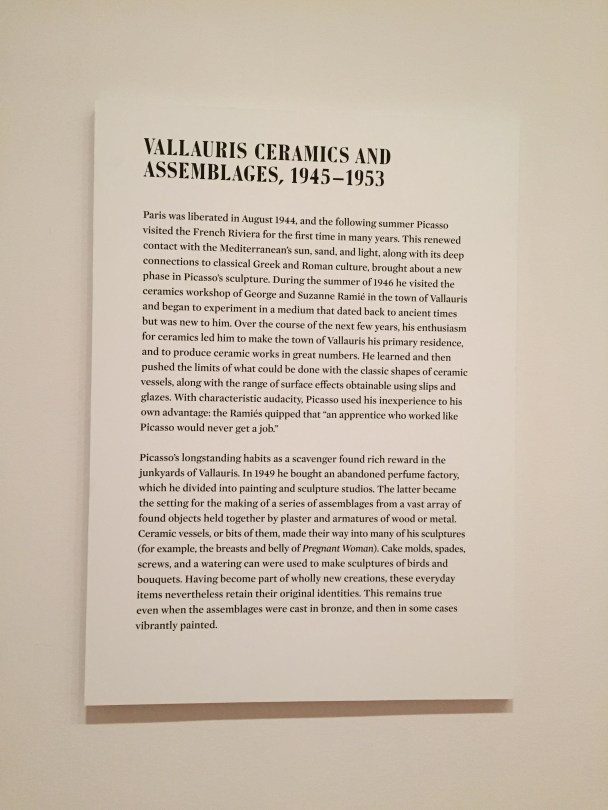 VALLAURIS CERAMICS AND
ASSEMBLAGES, 1945–1953
Paris was liberated in August 1944, and the following summer Picasso
visited the French Riviera for the first time in many years. This renewed
contact with the Mediterranean's sun, sand, and light, along with its deep
connections to classical Greek and Roman culture, brought about a new
phase in Picasso's sculpture. During the summer of 1946 he visited the
ceramics workshop of George and Suzanne Ramié in the town of Vallauris
and began to experiment in a medium that dated back to ancient times
but was new to him. Over the course of the next few years, his enthusiasm
for ceramics led him to make the town of Vallauris his primary residence,
and to produce ceramic works in great numbers. He learned and then
pushed the limits of what could be done with the classic shapes of ceramic
vessels, along with the range of surface effects obtainable using slips and
glazes. With characteristic audacity, Picasso used his inexperience to his
own advantage: the Ramiés quipped that “an apprentice who worked like
Picasso would never get a job.”
Picasso's longstanding habits as a scavenger found rich reward in the
junkyards of Vallauris. In 1949 he bought an abandoned perfume factory,
which he divided into painting and sculpture studios. The latter became
the setting for the making of a series of assemblages from a vast array of
found objects held together by plaster and armatures of wood or metal.
Ceramic vessels, or bits of them, made their way into many of his sculptures
(for example, the breasts and belly of Pregnant Woman). Cake molds, spades,
screws, and a watering can were used to make sculptures of birds and
bouquets. Having become part of wholly new creations, these everyday
items nevertheless retain their original identities. This remains true
even when the assemblages were cast in bronze, and then in some cases
vibrantly painted.